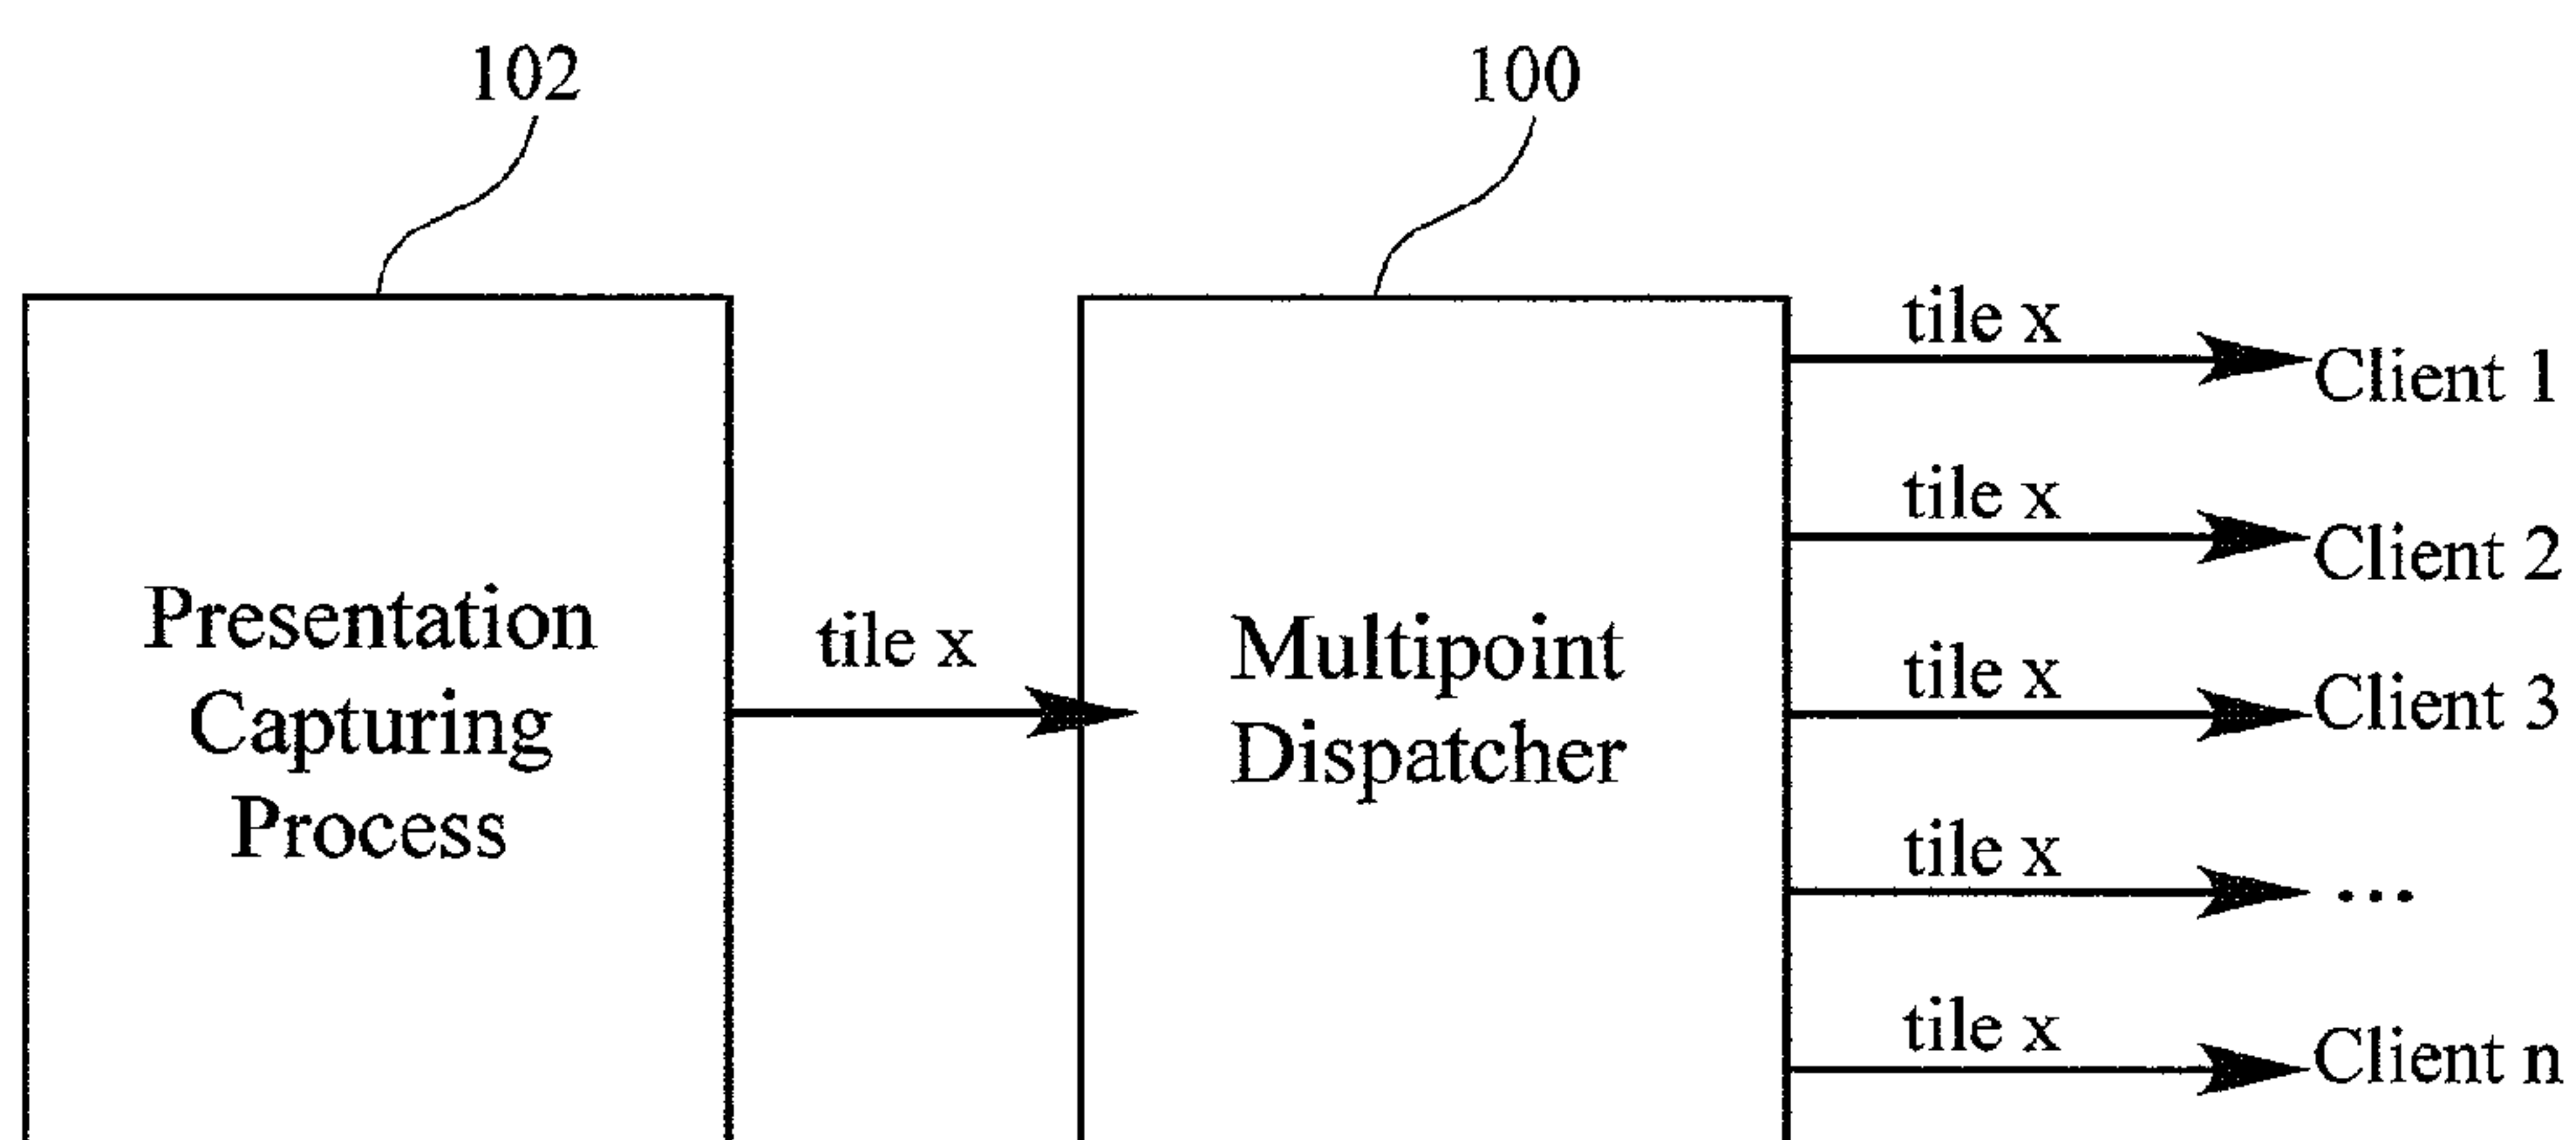 102
100
Presentation
Capturing
Process
tile x
Multipoint
Dispatcher
tile x
Client 1
tile x
Client 2
tile x
Client 3
tile x
...
tile x
Client n